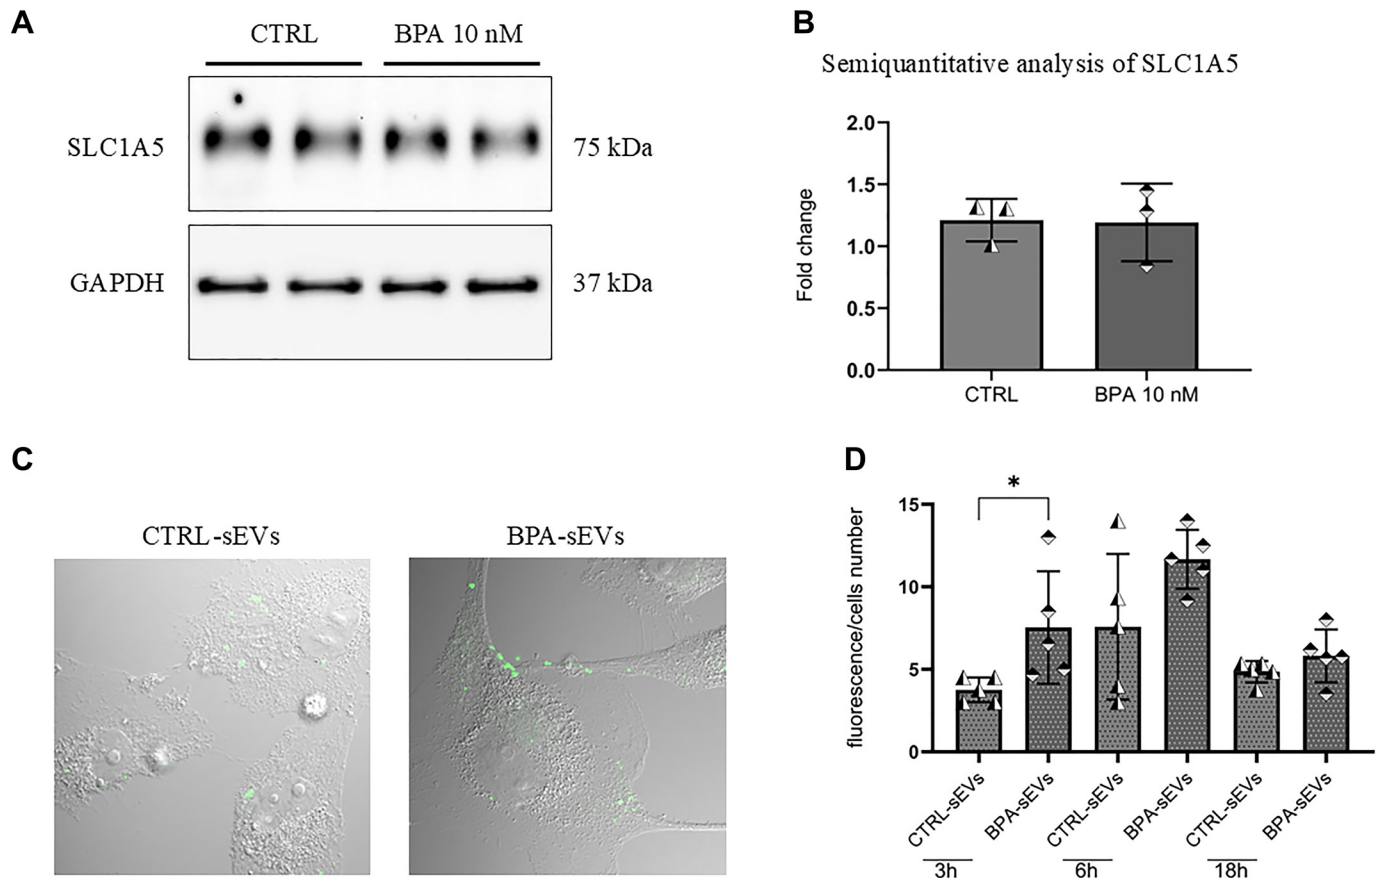 A
CTRL
BPA 10 nM
SLC1A5
75 kDa
GAPDH
37 kDa
B
Semiquantitative analysis of SLC1A5
Fold change
2.0
1.5
1.0
0.5
0.0
CTRL
BPA 10 nM
C
CTRL-sEVs
BPA-sEVs
D
*
fluorescence/cells number
15
10
5
0
CTRL-sEVs
BPA-sEVs
CTRL-sEVs
BPA-sEVs
CTRL-sEVs
BPA-sEVs
3h
6h
18h